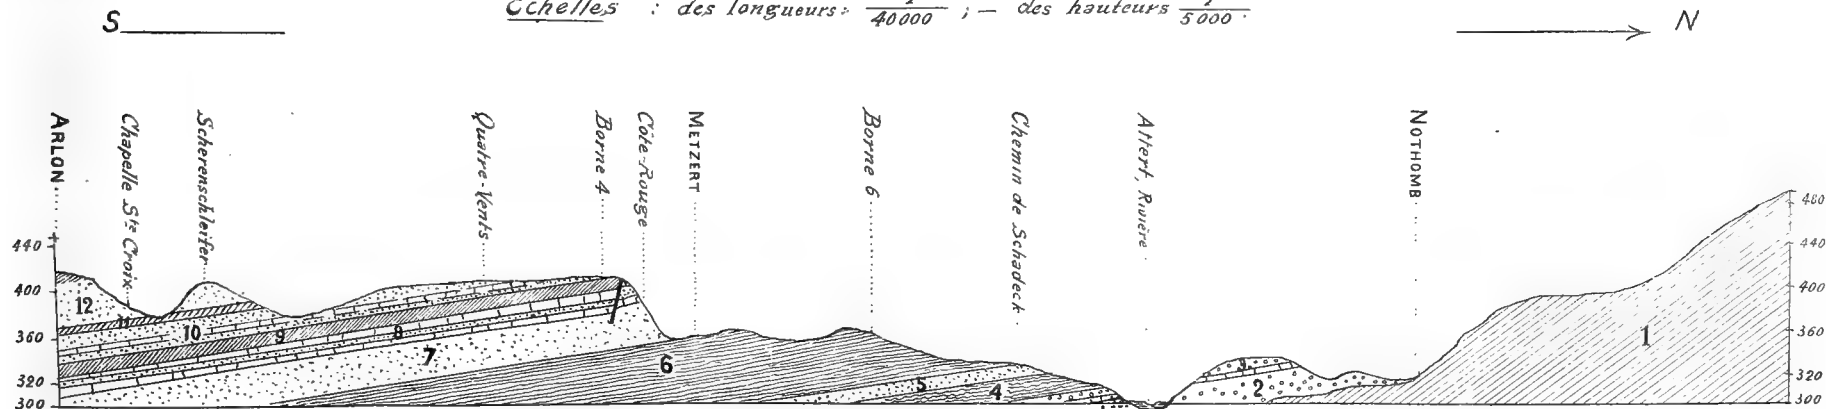 Echelles : des longueurs: 1/40000 ; — des hauteurs 1/5000.
S N
ARLON
Chapelle Ste Croix
Scherenschleifer
Quatre-Vents
Borne 4
Côte-Rouge
METZERT
Borne 6
Chemin de Schadeck
Attert, Rivière
NOTHOMB
440
400
360
320
300
12
11
10
9
8
7
6
5
4
3
2
1
480
440
400
360
320
300